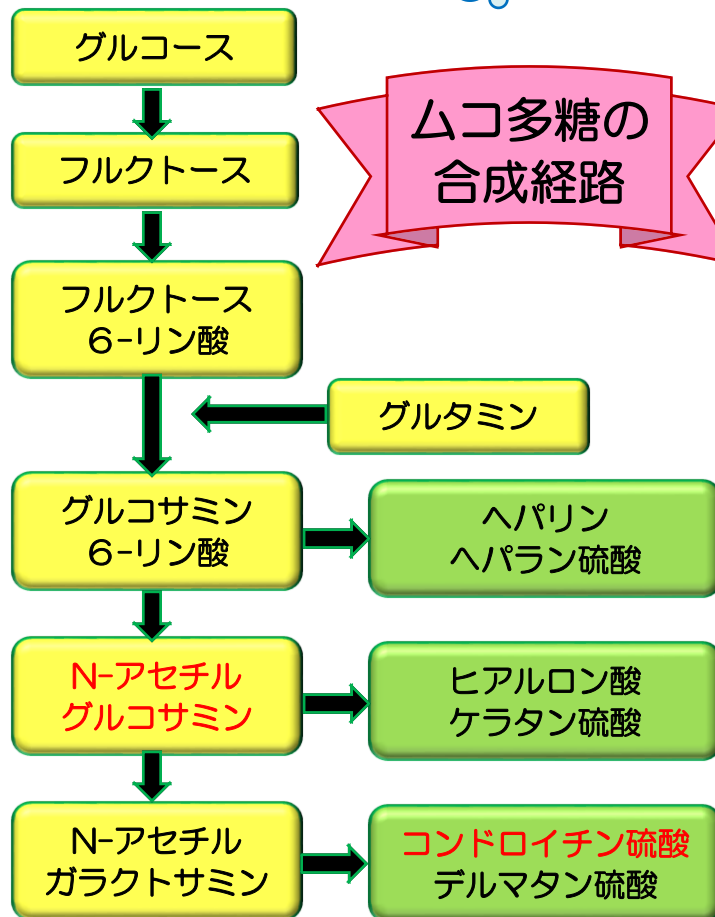 グルコース
ムコ多糖の
合成経路
フルクトース
フルクトース
6-リン酸
グルタミン
グルコサミン
6-リン酸
ヘパリン
ヘパラン硫酸
N-アセチル
グルコサミン
ヒアルロン酸
ケラタン硫酸
N-アセチル
ガラクトサミン
コンドロイチン硫酸
デルマタン硫酸